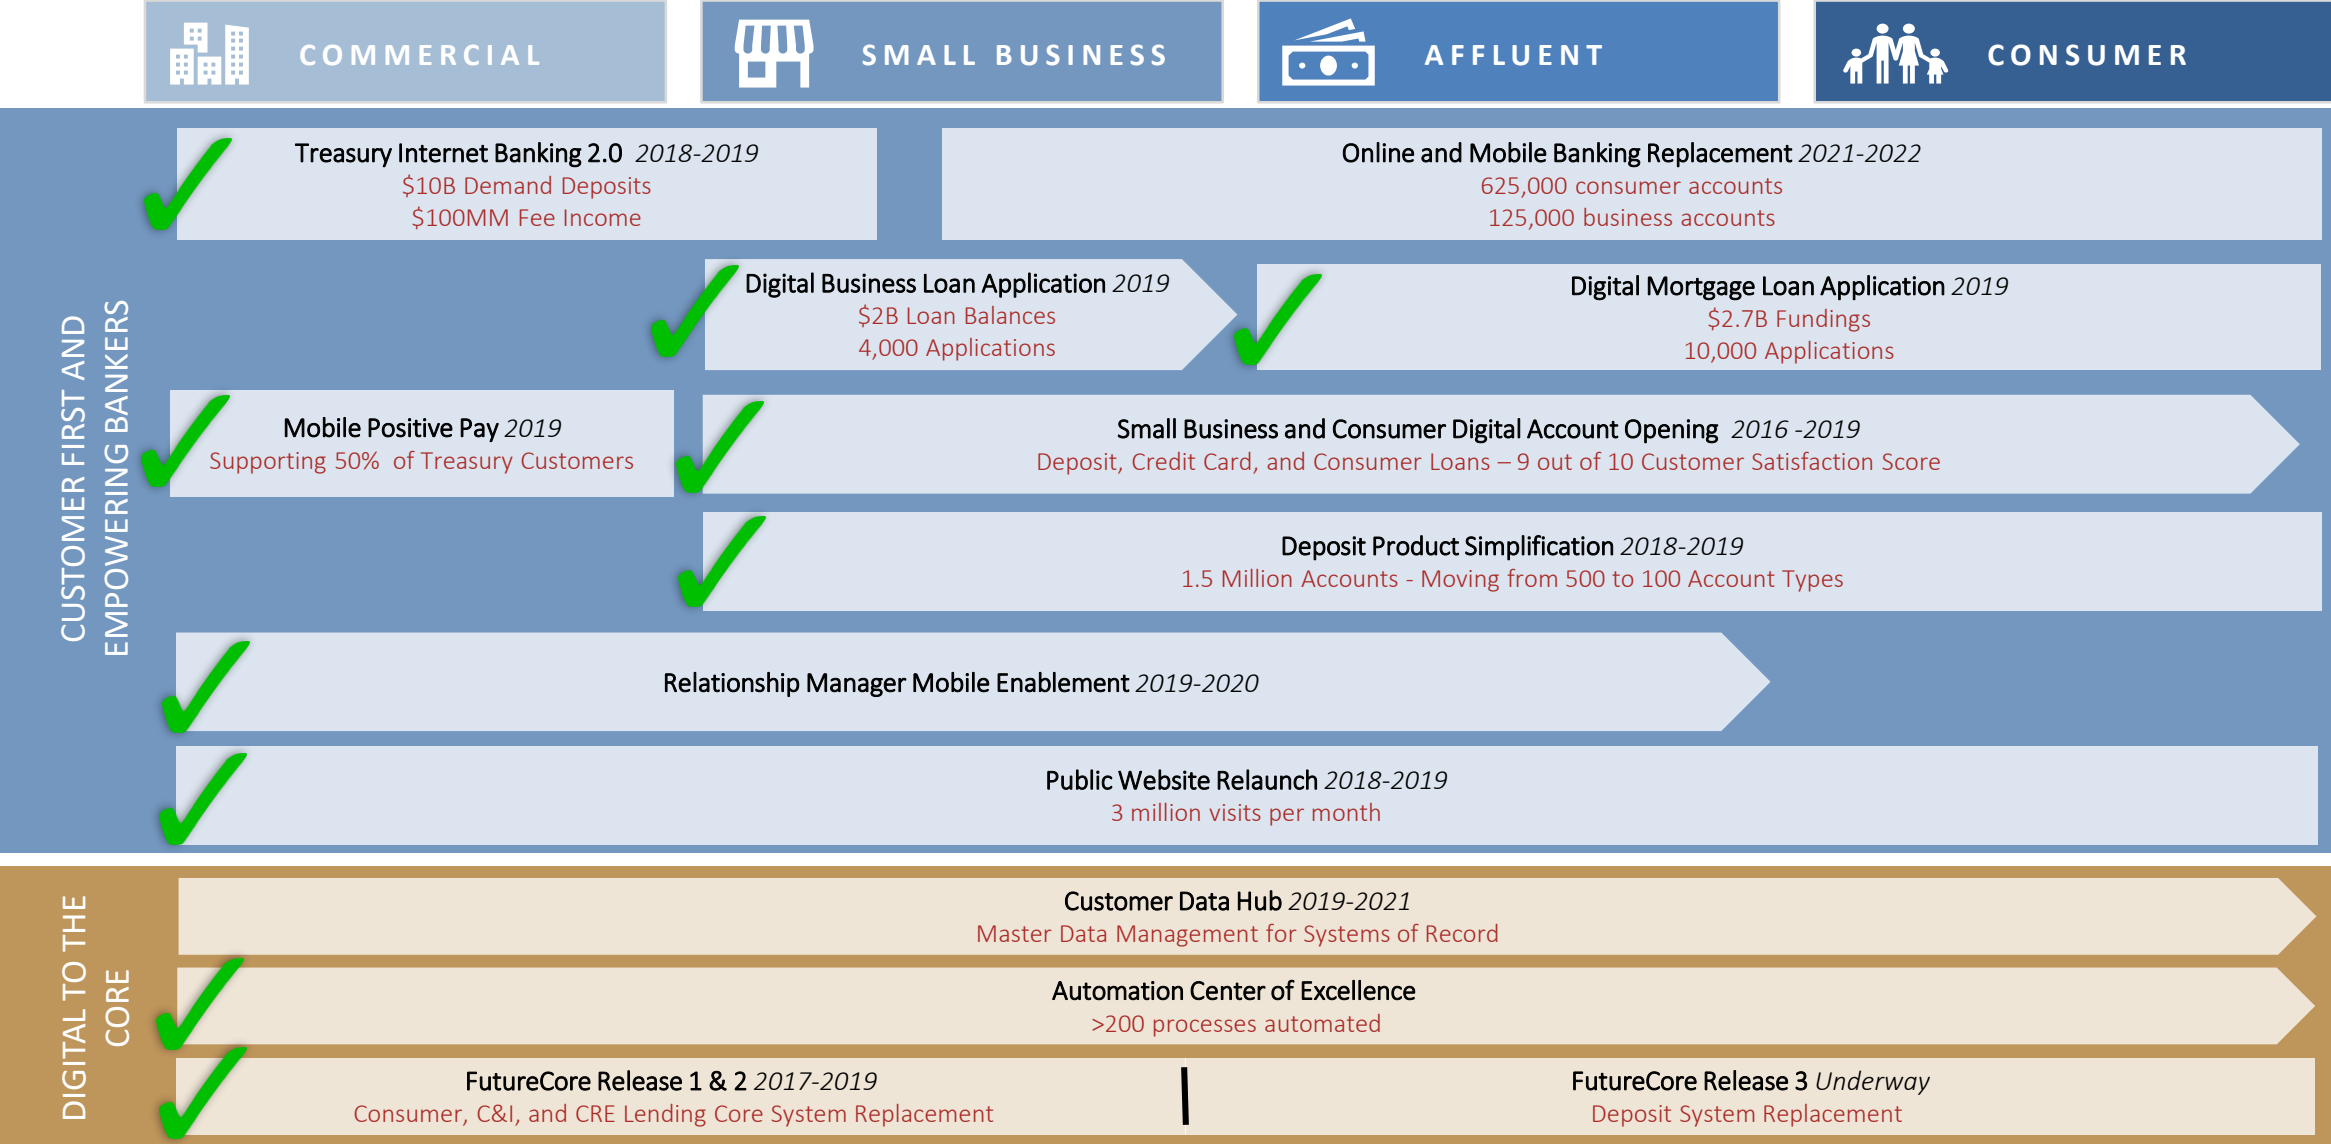 COMMERCIAL
SMALL BUSINESS
AFFLUENT
CONSUMER
CUSTOMER FIRST AND
EMPOWERING BANKERS
Treasury Internet Banking 2.0 2018-2019
$10B Demand Deposits
$100MM Fee Income
Online and Mobile Banking Replacement 2021-2022
625,000 consumer accounts
125,000 business accounts
Digital Business Loan Application 2019
$2B Loan Balances
4,000 Applications
Digital Mortgage Loan Application 2019
$2.7B Fundings
10,000 Applications
Mobile Positive Pay 2019
Supporting 50% of Treasury Customers
Small Business and Consumer Digital Account Opening 2016 -2019
Deposit, Credit Card, and Consumer Loans – 9 out of 10 Customer Satisfaction Score
Deposit Product Simplification 2018-2019
1.5 Million Accounts - Moving from 500 to 100 Account Types
Relationship Manager Mobile Enablement 2019-2020
Public Website Relaunch 2018-2019
3 million visits per month
DIGITAL TO THE
CORE
Customer Data Hub 2019-2021
Master Data Management for Systems of Record
Automation Center of Excellence
>200 processes automated
FutureCore Release 1 & 2 2017-2019
Consumer, C&I, and CRE Lending Core System Replacement
FutureCore Release 3 Underway
Deposit System Replacement